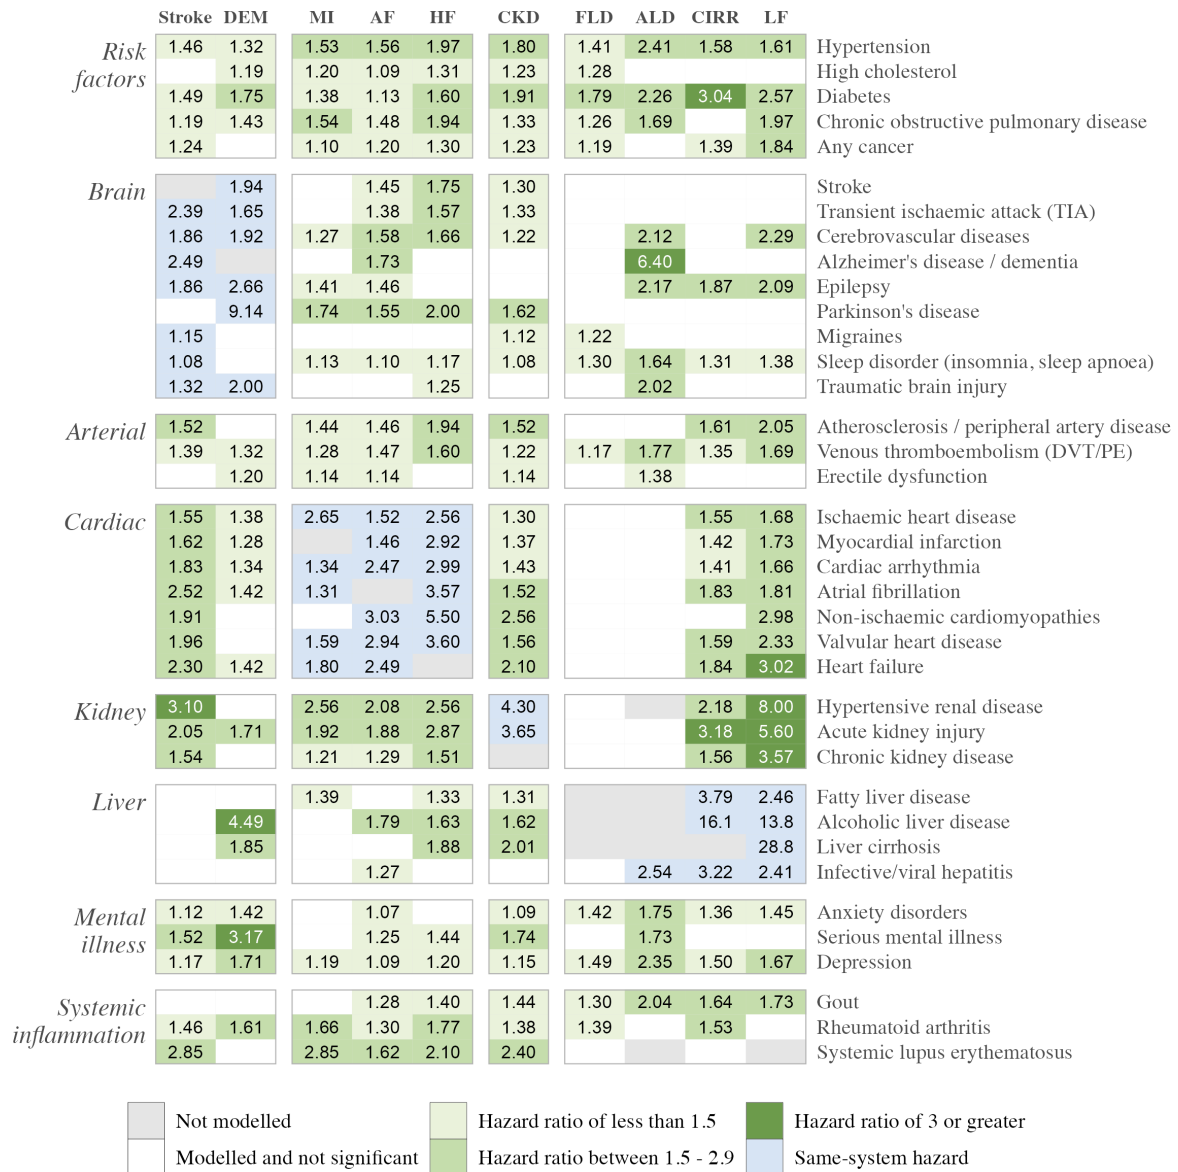 Stroke DEM MI AF HF CKD FLD ALD CIRR LF
Risk factors
1.46 1.32 1.53 1.56 1.97 1.80 1.41 2.41 1.58 1.61 Hypertension
1.19 1.20 1.09 1.31 1.23 1.28 High cholesterol
1.49 1.75 1.38 1.13 1.60 1.91 1.79 2.26 3.04 2.57 Diabetes
1.19 1.43 1.54 1.48 1.94 1.33 1.26 1.69 1.97 Chronic obstructive pulmonary disease
1.24 1.10 1.20 1.30 1.23 1.19 1.39 1.84 Any cancer
Brain
1.94 1.45 1.75 1.30 Stroke
2.39 1.65 1.38 1.57 1.33 Transient ischaemic attack (TIA)
1.86 1.92 1.27 1.58 1.66 1.22 2.12 2.29 Cerebrovascular diseases
2.49 1.73 6.40 Alzheimer's disease / dementia
1.86 2.66 1.41 1.46 2.17 1.87 2.09 Epilepsy
9.14 1.74 1.55 2.00 1.62 Parkinson's disease
1.15 1.12 1.22 Migraines
1.08 1.13 1.10 1.17 1.08 1.30 1.64 1.31 1.38 Sleep disorder (insomnia, sleep apnoea)
1.32 2.00 1.25 2.02 Traumatic brain injury
Arterial
1.52 1.44 1.46 1.94 1.52 1.61 2.05 Atherosclerosis / peripheral artery disease
1.39 1.32 1.28 1.47 1.60 1.22 1.17 1.77 1.35 1.69 Venous thromboembolism (DVT/PE)
1.20 1.14 1.14 1.14 1.38 Erectile dysfunction
Cardiac
1.55 1.38 2.65 1.52 2.56 1.30 1.55 1.68 Ischaemic heart disease
1.62 1.28 1.46 2.92 1.37 1.42 1.73 Myocardial infarction
1.83 1.34 1.34 2.47 2.99 1.43 1.41 1.66 Cardiac arrhythmia
2.52 1.42 1.31 3.57 1.52 1.83 1.81 Atrial fibrillation
1.91 3.03 5.50 2.56 2.98 Non-ischaemic cardiomyopathies
1.96 1.59 2.94 3.60 1.56 1.59 2.33 Valvular heart disease
2.30 1.42 1.80 2.49 2.10 1.84 3.02 Heart failure
Kidney
3.10 2.56 2.08 2.56 4.30 2.18 8.00 Hypertensive renal disease
2.05 1.71 1.92 1.88 2.87 3.65 3.18 5.60 Acute kidney injury
1.54 1.21 1.29 1.51 1.56 3.57 Chronic kidney disease
Liver
1.39 1.33 1.31 3.79 2.46 Fatty liver disease
4.49 1.79 1.63 1.62 16.1 13.8 Alcoholic liver disease
1.85 1.88 2.01 28.8 Liver cirrhosis
1.27 2.54 3.22 2.41 Infective/viral hepatitis
Mental illness
1.12 1.42 1.07 1.09 1.42 1.75 1.36 1.45 Anxiety disorders
1.52 3.17 1.25 1.44 1.74 1.73 Serious mental illness
1.17 1.71 1.19 1.09 1.20 1.15 1.49 2.35 1.50 1.67 Depression
Systemic inflammation
1.28 1.40 1.44 1.30 2.04 1.64 1.73 Gout
1.46 1.61 1.66 1.30 1.77 1.38 1.39 1.53 Rheumatoid arthritis
2.85 2.85 1.62 2.10 2.40 Systemic lupus erythematosus
Not modelled
Hazard ratio of less than 1.5
Hazard ratio of 3 or greater
Modelled and not significant
Hazard ratio between 1.5 - 2.9
Same-system hazard